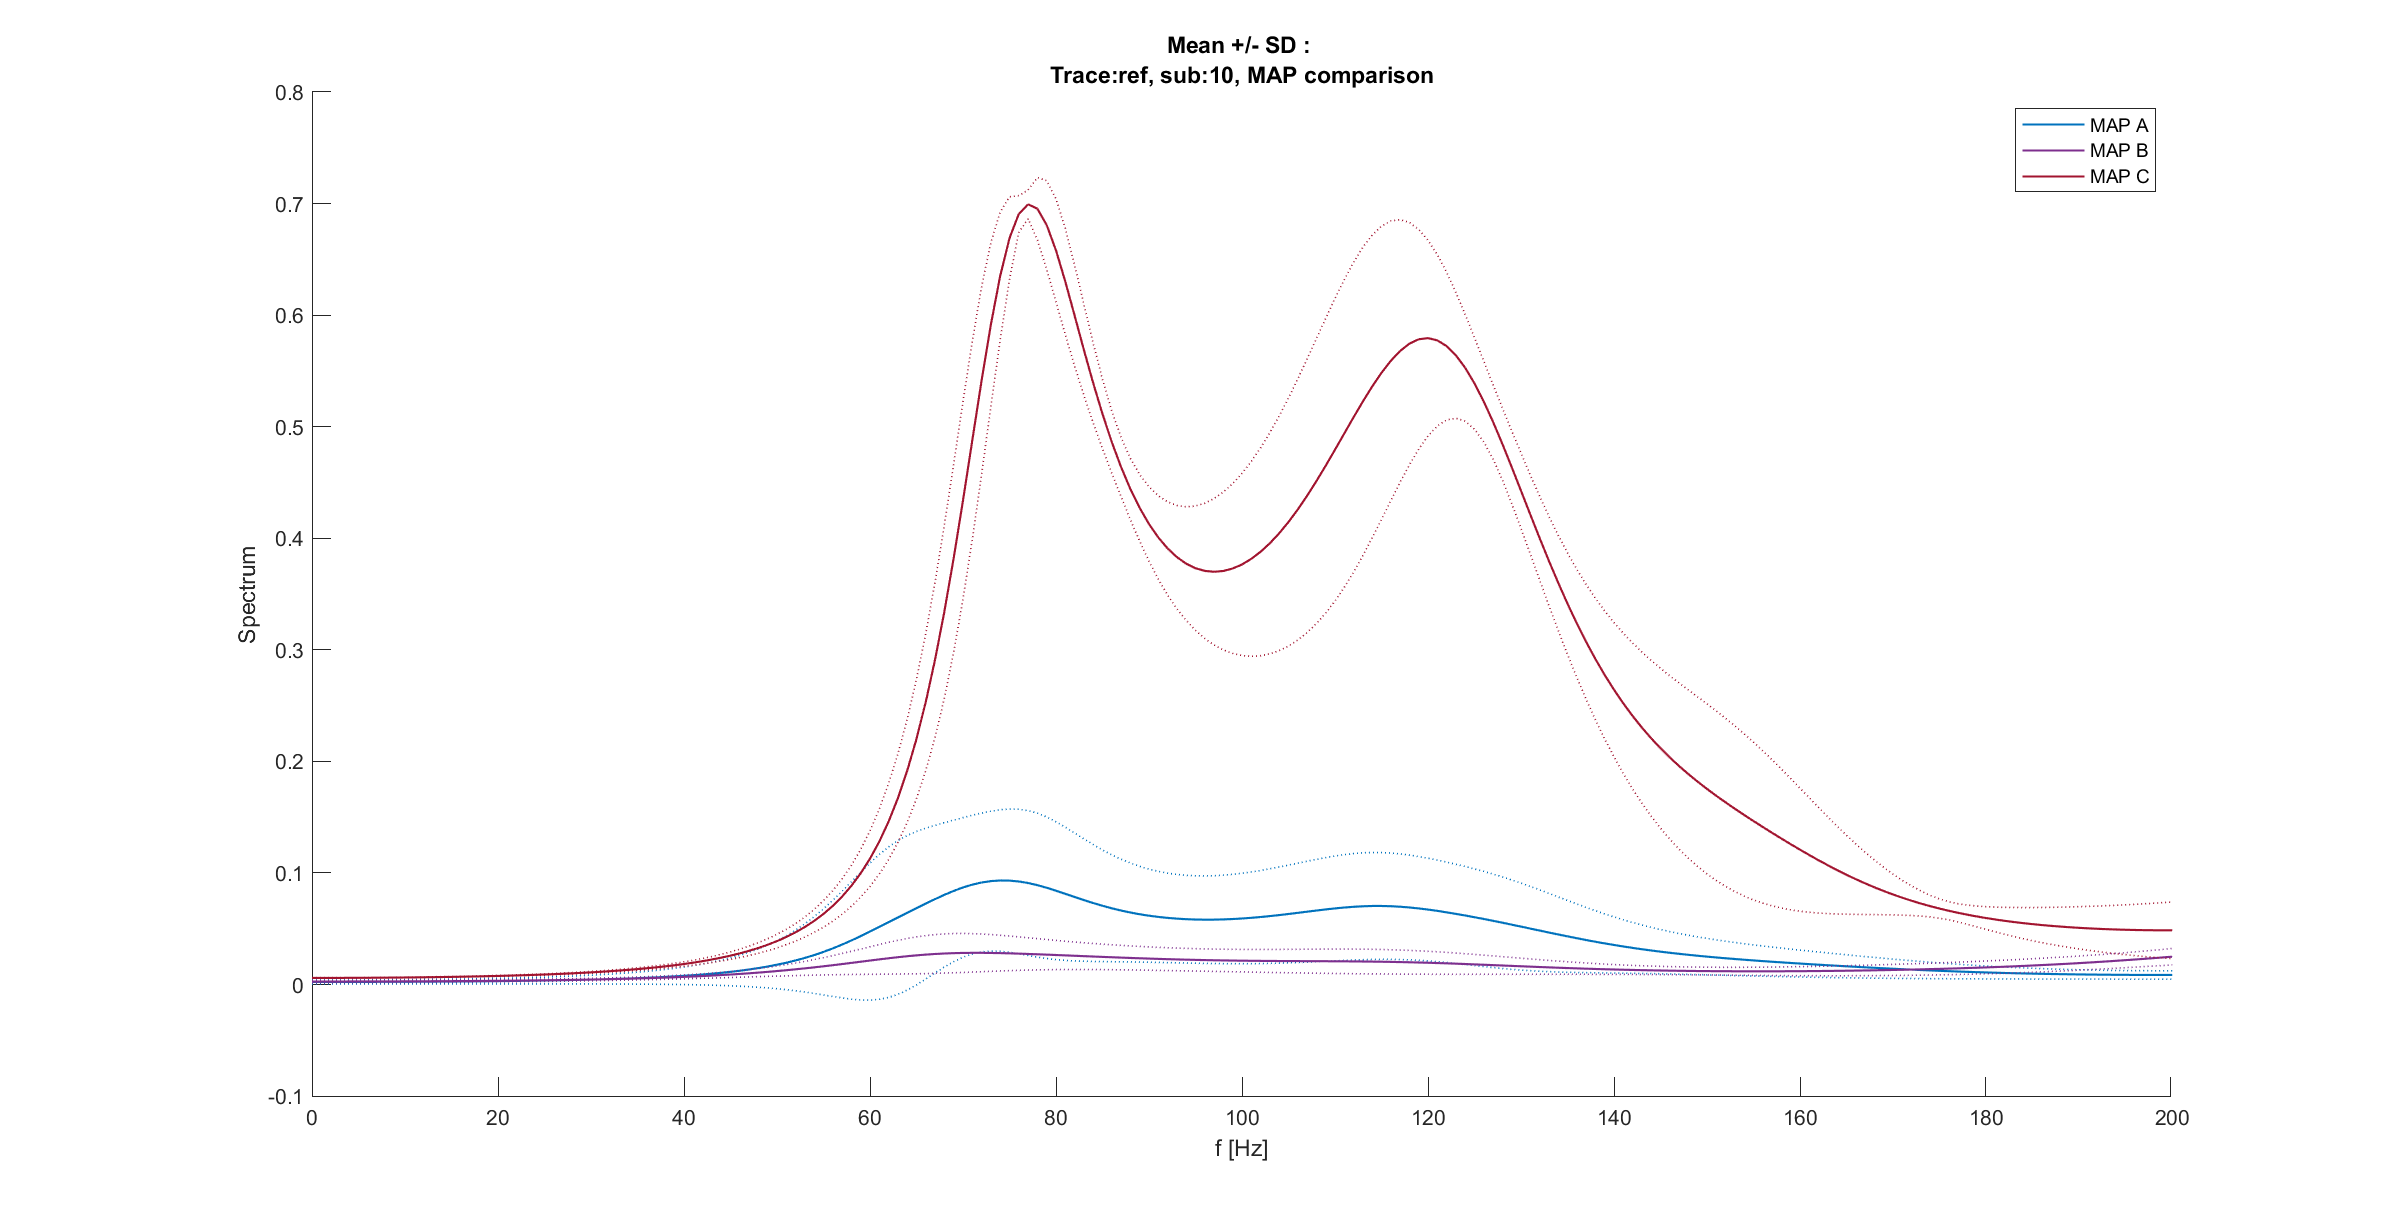 Mean +/- SD :
Trace:ref, sub:10, MAP comparison
MAP A
MAP B
MAP C
0.8
0.7
0.6
0.5
0.4
0.3
0.2
0.1
0
-0.1
Spectrum
0 20 40 60 80 100 120 140 160 180 200
f [Hz]